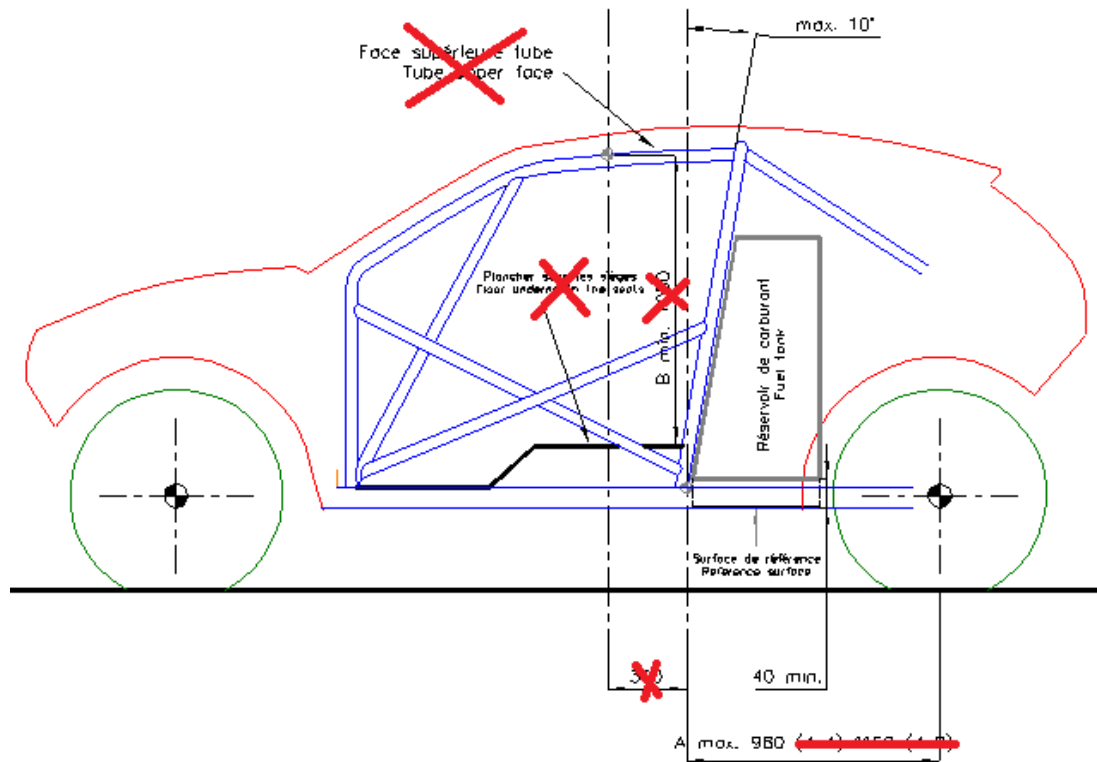 max. 10°
Face supérieure tube
Tube upper face
Plancher sous les sièges
Floor underneath the seats
B min.
Réservoir de carburant
Fuel tank
Surface de référence
Reference surface
40 min.
A max. 980